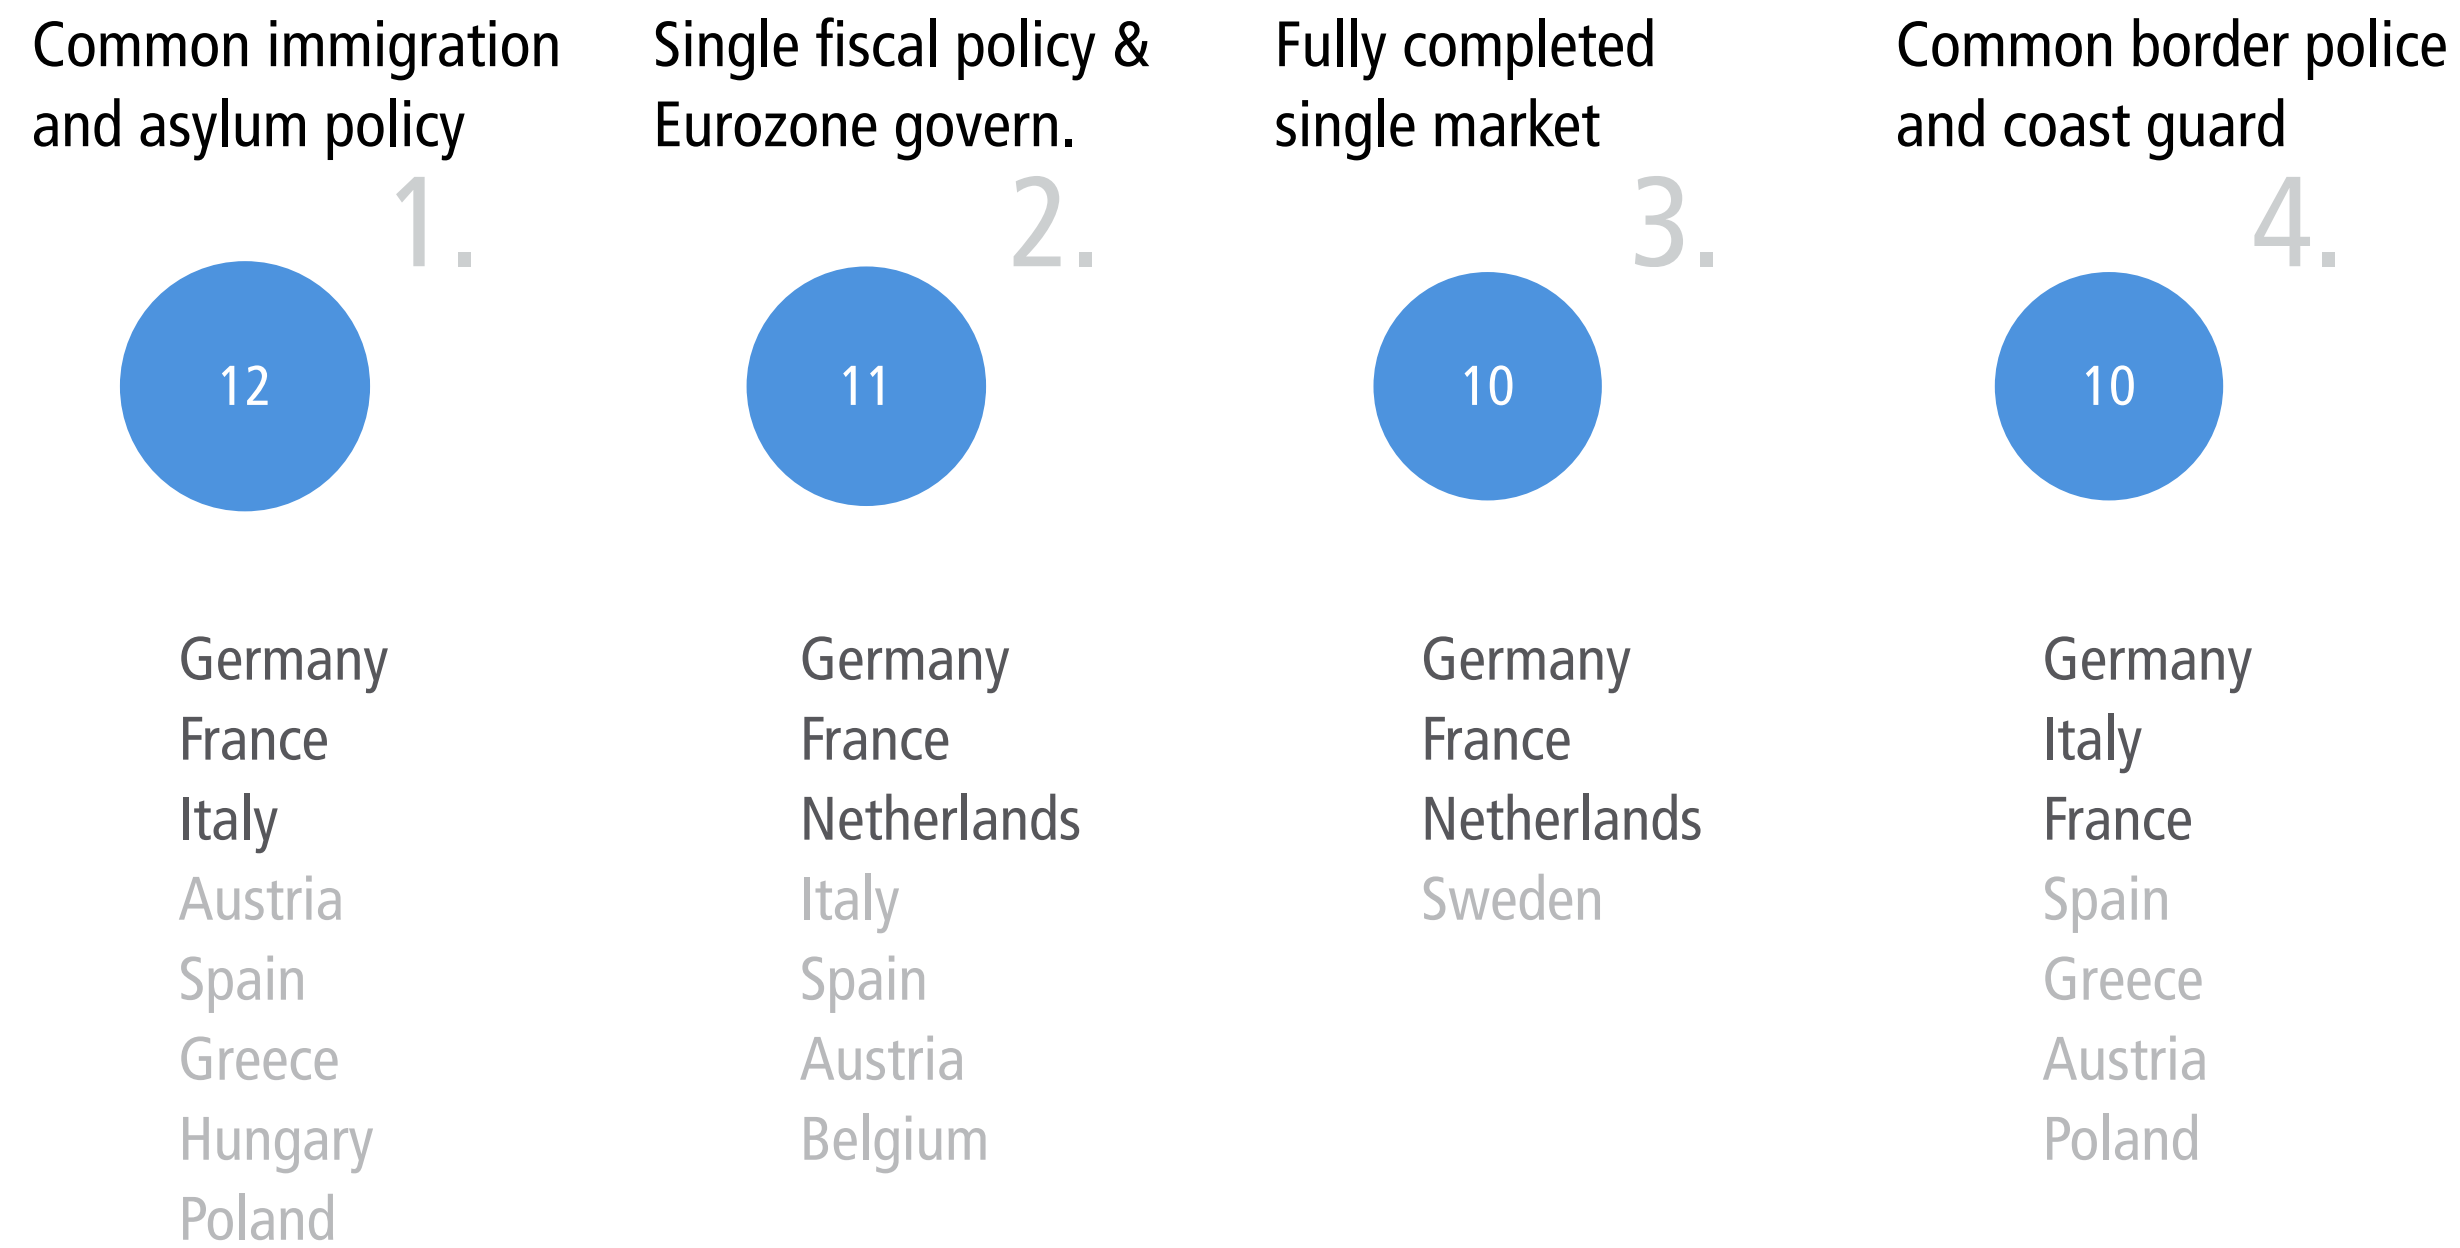 Common immigration
and asylum policy
1.
12
Germany
France
Italy
Austria
Spain
Greece
Hungary
Poland
Single fiscal policy &
Eurozone govern.
2.
11
Germany
France
Netherlands
Italy
Spain
Austria
Belgium
Fully completed
single market
3.
10
Germany
France
Netherlands
Sweden
Common border police
and coast guard
4.
10
Germany
Italy
France
Spain
Greece
Austria
Poland